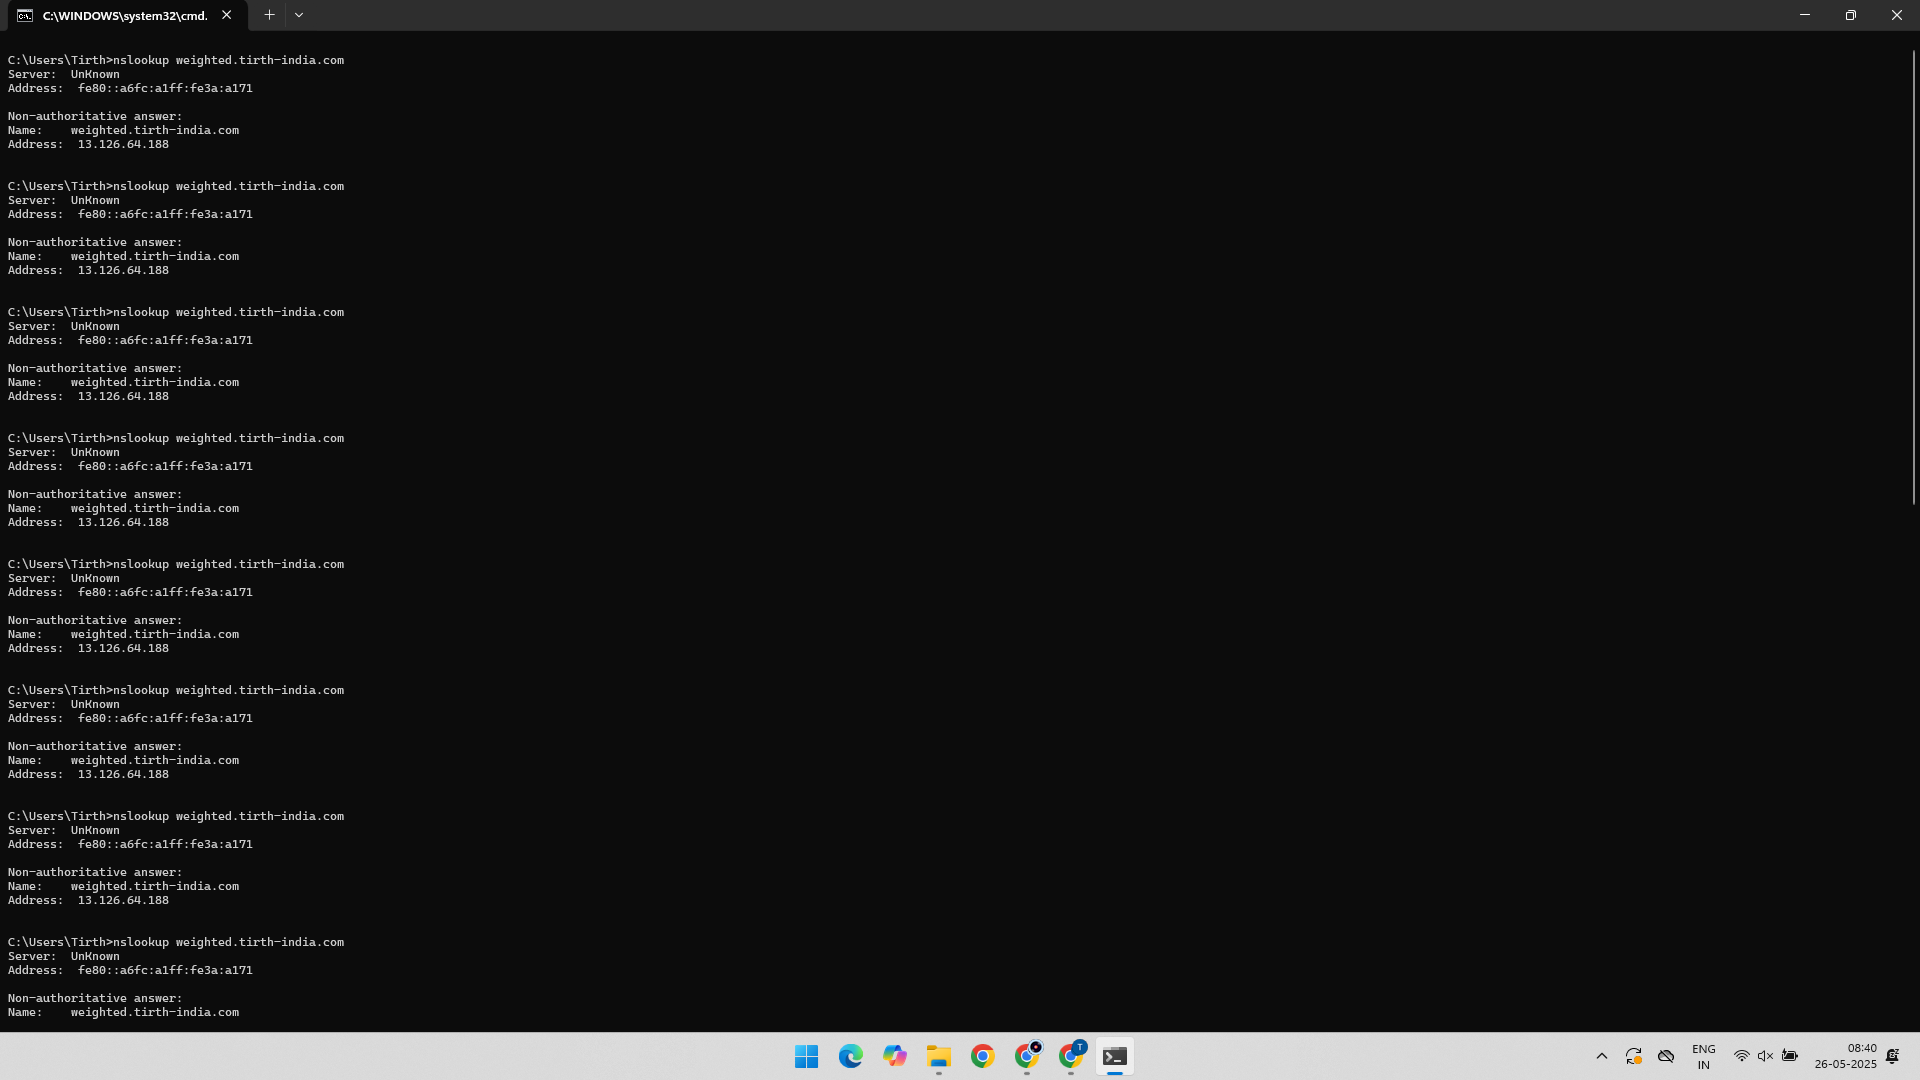 C:\WINDOWS\system32\cmd.
C:\Users\Tirth>nslookup weighted.tirth-india.com
Server:  UnKnown
Address:  fe80::a6fc:a1ff:fe3a:a171
Non-authoritative answer:
Name:    weighted.tirth-india.com
Address:  13.126.64.188
C:\Users\Tirth>nslookup weighted.tirth-india.com
Server:  UnKnown
Address:  fe80::a6fc:a1ff:fe3a:a171
Non-authoritative answer:
Name:    weighted.tirth-india.com
Address:  13.126.64.188
C:\Users\Tirth>nslookup weighted.tirth-india.com
Server:  UnKnown
Address:  fe80::a6fc:a1ff:fe3a:a171
Non-authoritative answer:
Name:    weighted.tirth-india.com
Address:  13.126.64.188
C:\Users\Tirth>nslookup weighted.tirth-india.com
Server:  UnKnown
Address:  fe80::a6fc:a1ff:fe3a:a171
Non-authoritative answer:
Name:    weighted.tirth-india.com
Address:  13.126.64.188
C:\Users\Tirth>nslookup weighted.tirth-india.com
Server:  UnKnown
Address:  fe80::a6fc:a1ff:fe3a:a171
Non-authoritative answer:
Name:    weighted.tirth-india.com
Address:  13.126.64.188
C:\Users\Tirth>nslookup weighted.tirth-india.com
Server:  UnKnown
Address:  fe80::a6fc:a1ff:fe3a:a171
Non-authoritative answer:
Name:    weighted.tirth-india.com
Address:  13.126.64.188
C:\Users\Tirth>nslookup weighted.tirth-india.com
Server:  UnKnown
Address:  fe80::a6fc:a1ff:fe3a:a171
Non-authoritative answer:
Name:    weighted.tirth-india.com
Address:  13.126.64.188
C:\Users\Tirth>nslookup weighted.tirth-india.com
Server:  UnKnown
Address:  fe80::a6fc:a1ff:fe3a:a171
Non-authoritative answer:
Name:    weighted.tirth-india.com
T
ENG
IN
08:40
26-05-2025